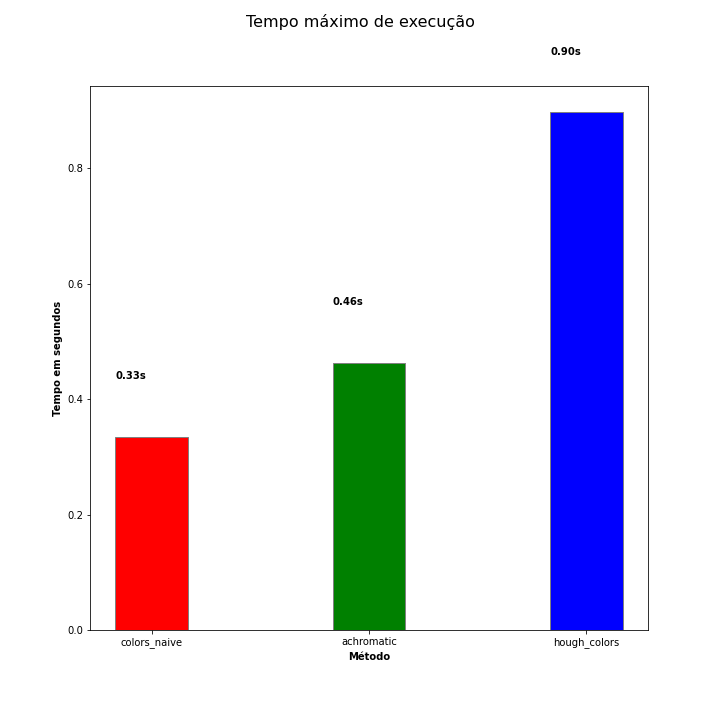 Tempo máximo de execução
0.90s
0.8
0.6
0.46s
0.33s
0.4
0.2
0.0
Tempo em segundos
colors_naive
achromatic
hough_colors
Método